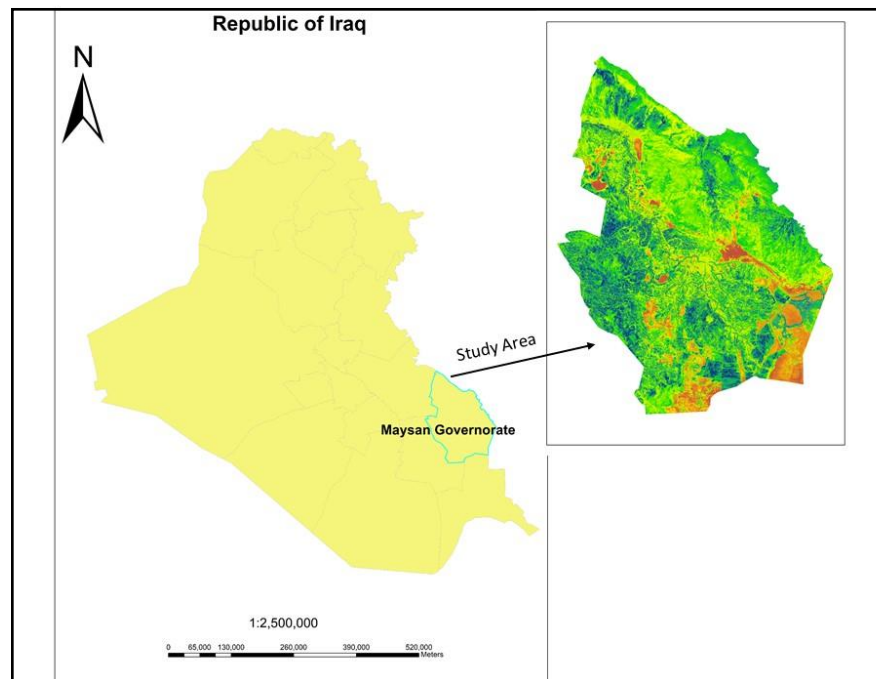 Republic of Iraq
N
Study Area
Maysan Governorate
1:2,500,000
0 65,000 130,000 260,000 390,000 520,000
Meters